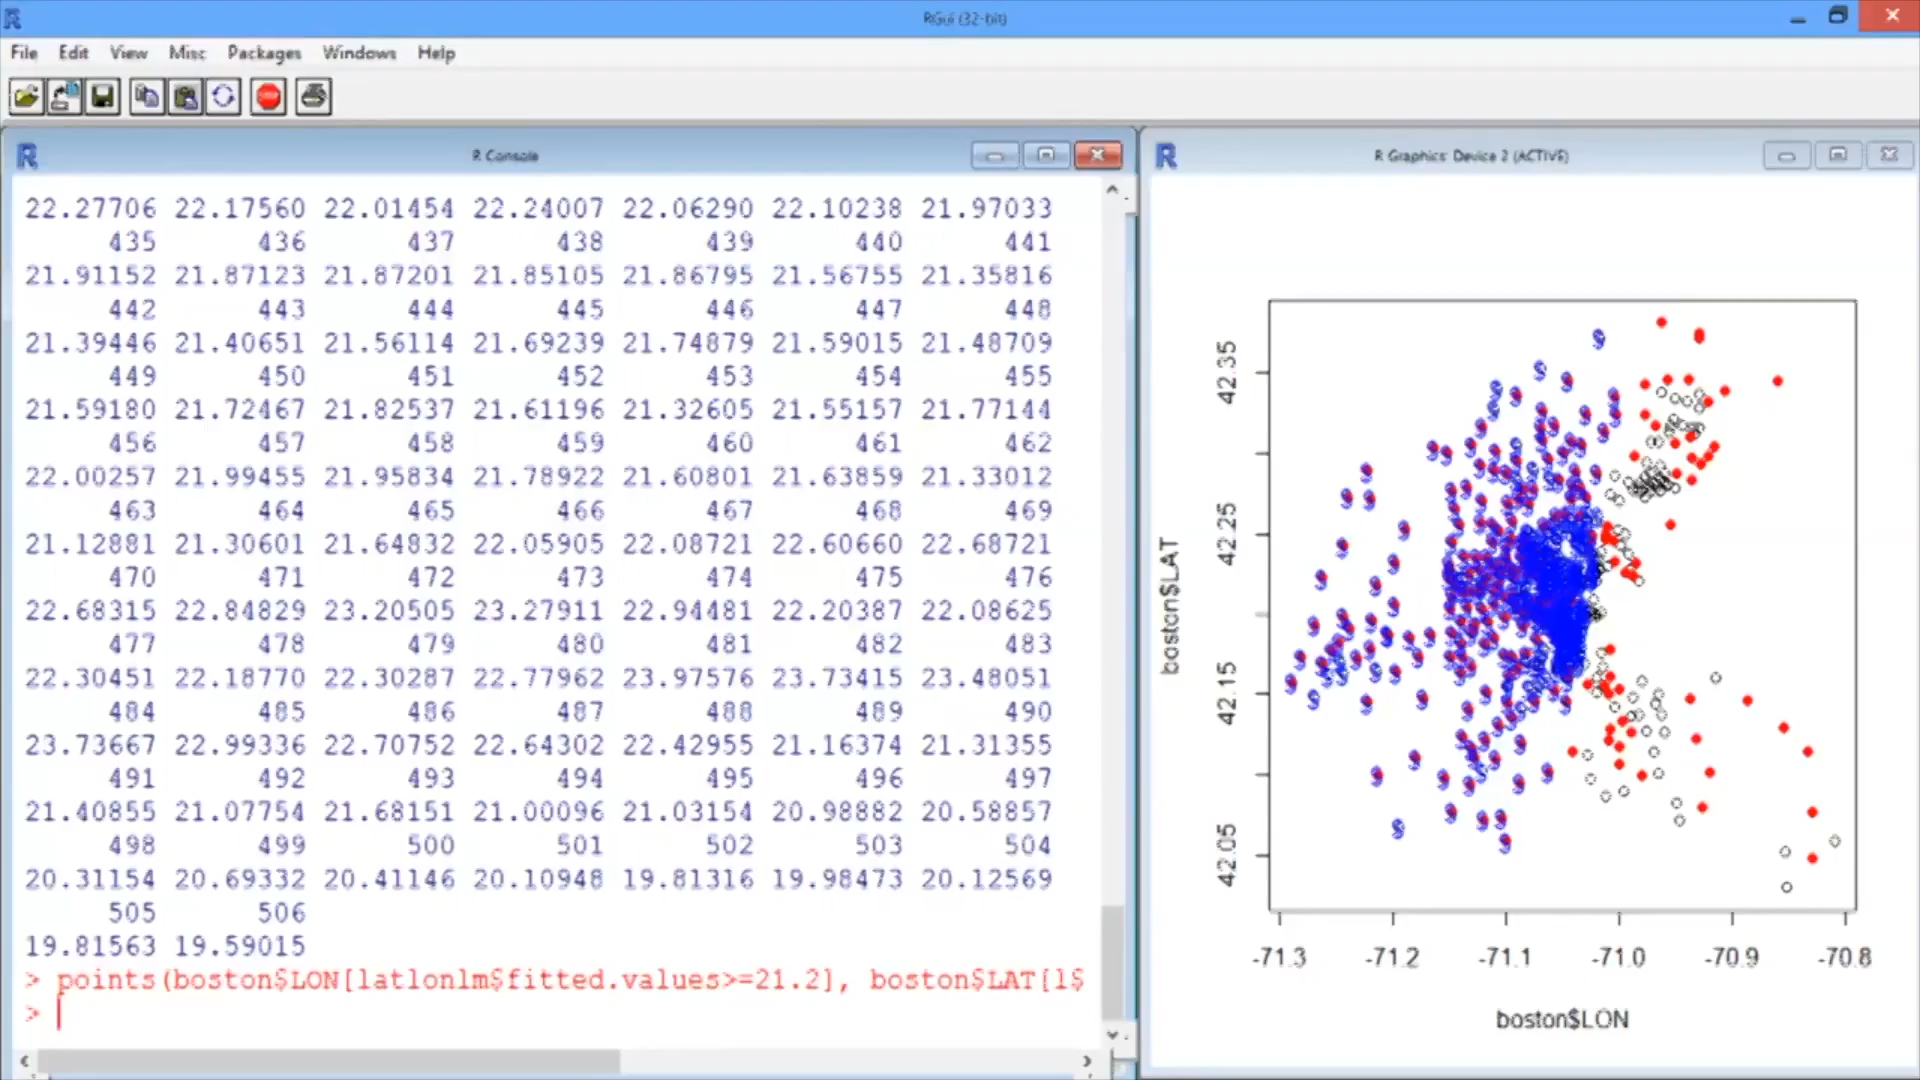 RGui (32-bit)
File Edit View Misc Packages Windows Help
R Console
22.27706 22.17560 22.01454 22.24007 22.06290 22.10238 21.97033
435 436 437 438 439 440 441
21.91152 21.87123 21.87201 21.85105 21.86795 21.56755 21.35816
442 443 444 445 446 447 448
21.39446 21.40651 21.56114 21.69239 21.74879 21.59015 21.48709
449 450 451 452 453 454 455
21.59180 21.72467 21.82537 21.61196 21.32605 21.55157 21.77144
456 457 458 459 460 461 462
22.00257 21.99455 21.95834 21.78922 21.60801 21.63859 21.33012
463 464 465 466 467 468 469
21.12881 21.30601 21.64832 22.05905 22.08721 22.60660 22.68721
470 471 472 473 474 475 476
22.68315 22.84829 23.20505 23.27911 22.94481 22.20387 22.08625
477 478 479 480 481 482 483
22.30451 22.18770 22.30287 22.77962 23.97576 23.73415 23.48051
484 485 486 487 488 489 490
23.73667 22.99336 22.70752 22.64302 22.42955 21.16374 21.31355
491 492 493 494 495 496 497
21.40855 21.07754 21.68151 21.00096 21.03154 20.98882 20.58857
498 499 500 501 502 503 504
20.31154 20.69332 20.41146 20.10948 19.81316 19.98473 20.12569
505 506
19.81563 19.59015
> points(boston$LON[latlonlm$fitted.values>=21.2], boston$LAT[l$
>
R Graphics: Device 2 (ACTIVE)
boston$LAT
42.35
42.25
42.15
42.05
-71.3 -71.2 -71.1 -71.0 -70.9 -70.8
boston$LON